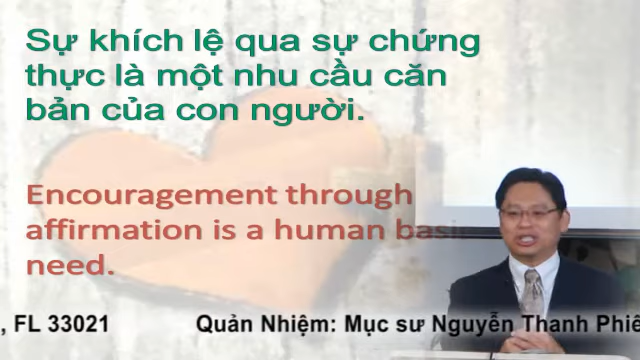 Sự khích lệ qua sự chứng
thực là một nhu cầu căn
bản của con người.
Encouragement through
affirmation is a human
need.
, FL 33021 Quản Nhiệm: Mục sư Nguyễn Thanh